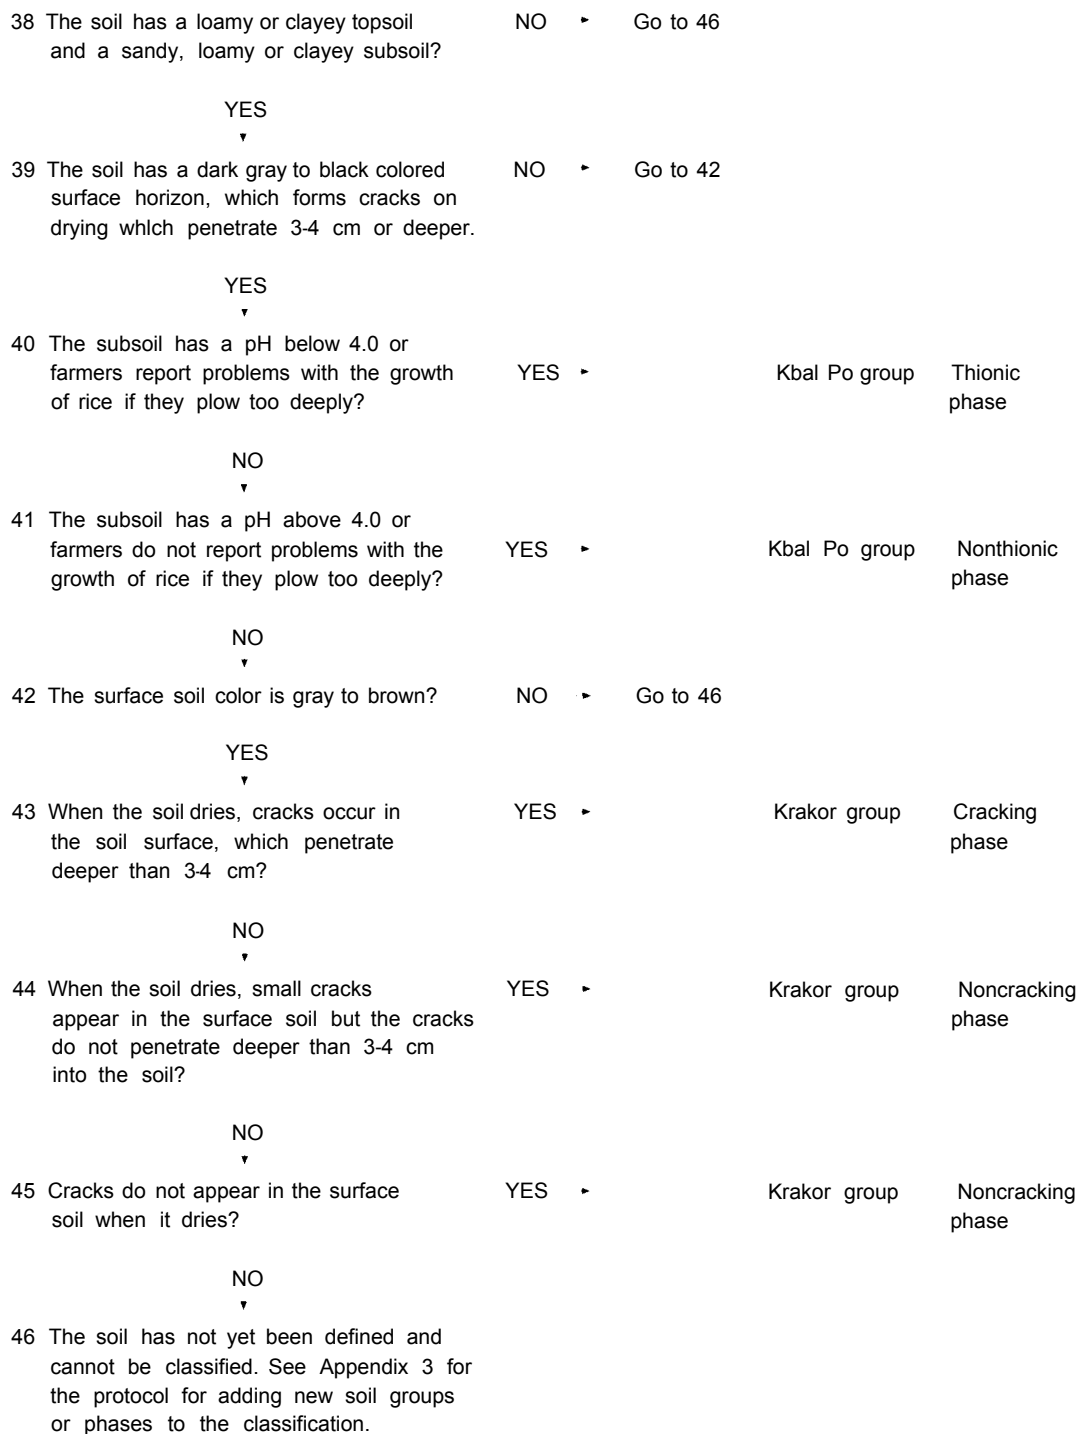 38 The soil has a loamy or clayey topsoil NO ► Go to 46
and a sandy, loamy or clayey subsoil?
YES
▼
39 The soil has a dark gray to black colored NO ► Go to 42
surface horizon, which forms cracks on
drying whlch penetrate 3-4 cm or deeper.
YES
▼
40 The subsoil has a pH below 4.0 or
farmers report problems with the growth YES ► Kbal Po group Thionic
of rice if they plow too deeply? phase
NO
▼
41 The subsoil has a pH above 4.0 or
farmers do not report problems with the YES ► Kbal Po group Nonthionic
growth of rice if they plow too deeply? phase
NO
▼
42 The surface soil color is gray to brown? NO ► Go to 46
YES
▼
43 When the soil dries, cracks occur in YES ► Krakor group Cracking
the soil surface, which penetrate phase
deeper than 3-4 cm?
NO
▼
44 When the soil dries, small cracks YES ► Krakor group Noncracking
appear in the surface soil but the cracks phase
do not penetrate deeper than 3-4 cm
into the soil?
NO
▼
45 Cracks do not appear in the surface YES ► Krakor group Noncracking
soil when it dries? phase
NO
▼
46 The soil has not yet been defined and
cannot be classified. See Appendix 3 for
the protocol for adding new soil groups
or phases to the classification.